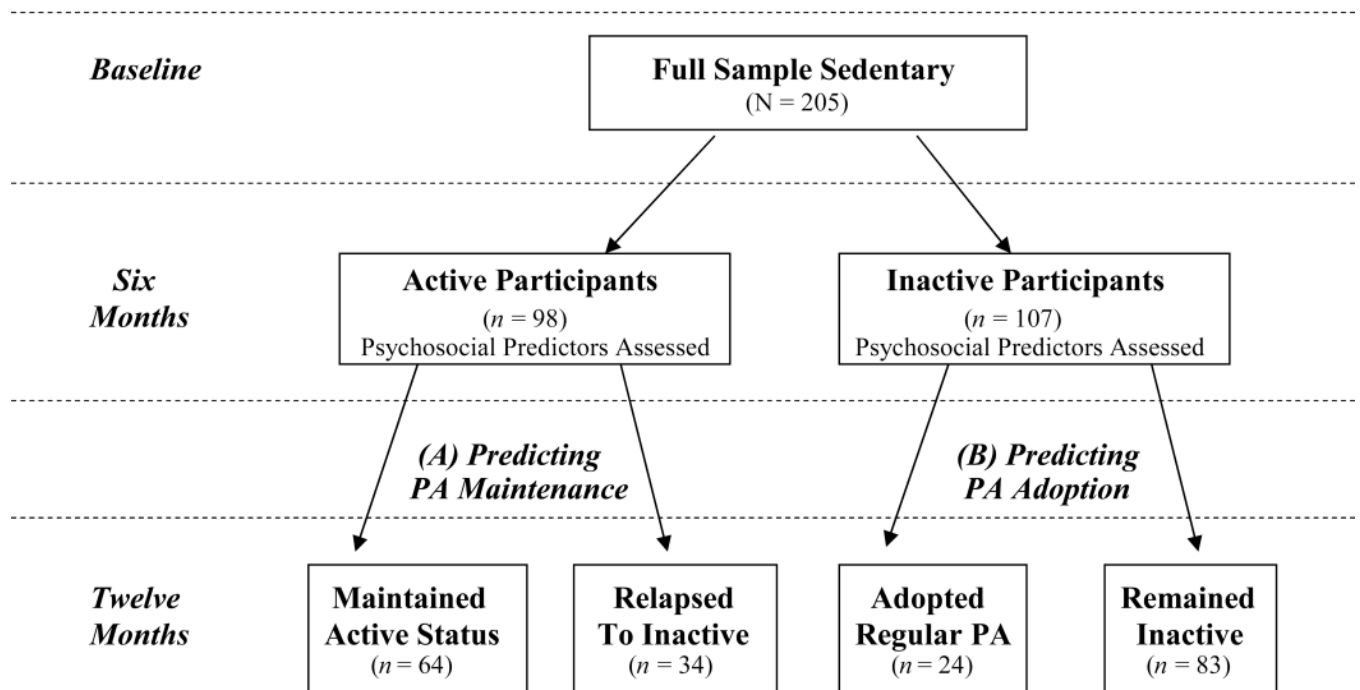 Baseline
Full Sample Sedentary
(N = 205)
Six
Months
Active Participants
(n = 98)
Psychosocial Predictors Assessed
Inactive Participants
(n = 107)
Psychosocial Predictors Assessed
(A) Predicting
PA Maintenance
(B) Predicting
PA Adoption
Twelve
Months
Maintained
Active Status
(n = 64)
Relapsed
To Inactive
(n = 34)
Adopted
Regular PA
(n = 24)
Remained
Inactive
(n = 83)